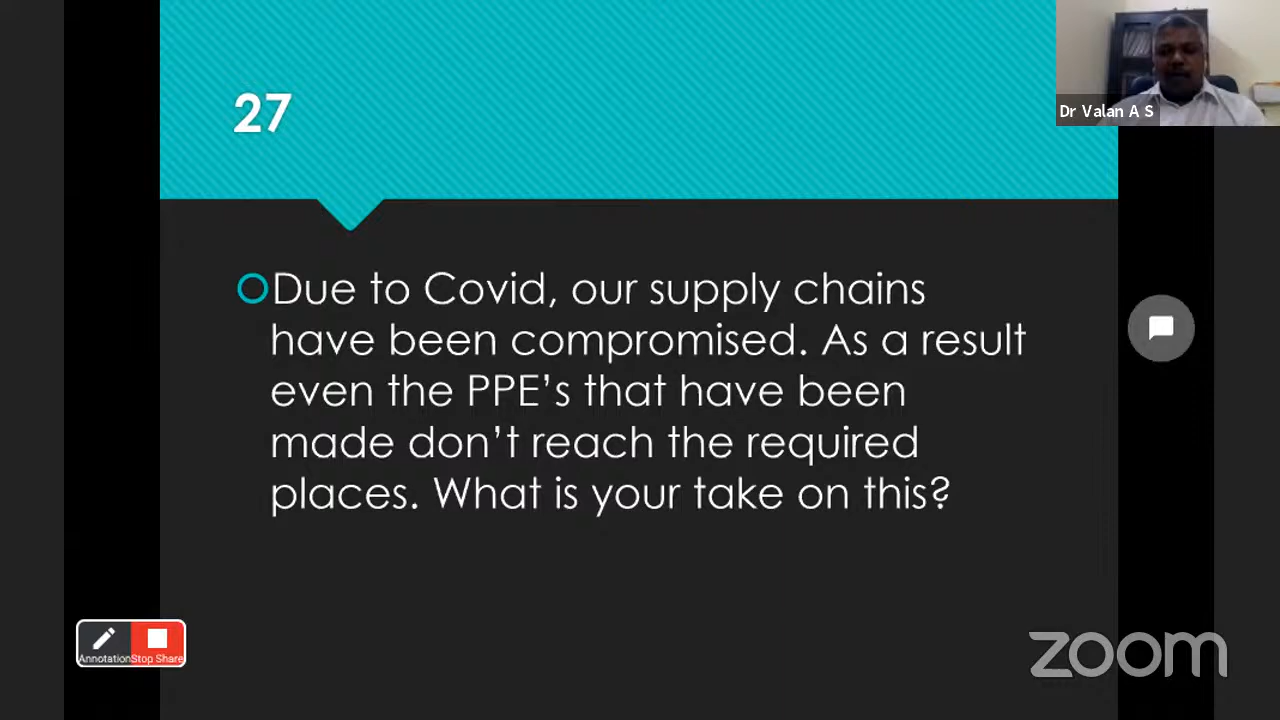 27
Dr Valan A S
Due to Covid, our supply chains
have been compromised. As a result
even the PPE’s that have been
made don’t reach the required
places. What is your take on this?
Annotation Stop Share
zoom